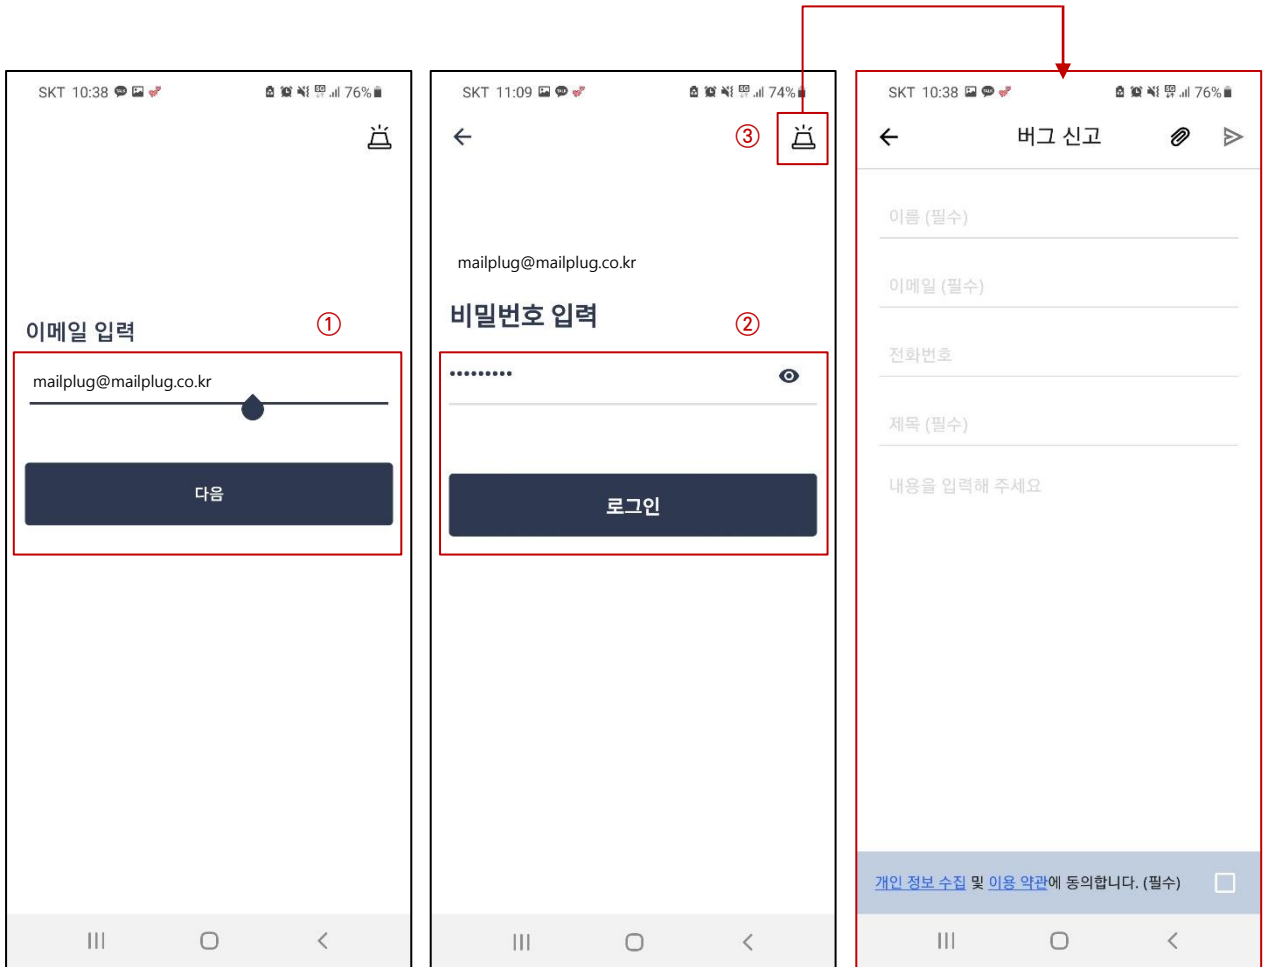 SKT 10:38 76%
이메일 입력
①
mailplug@mailplug.co.kr
다음
SKT 11:09 74%
③
mailplug@mailplug.co.kr
비밀번호 입력
②
•••••••••
로그인
SKT 10:38 76%
버그 신고
이름 (필수)
이메일 (필수)
전화번호
제목 (필수)
내용을 입력해 주세요
개인 정보 수집 및 이용 약관에 동의합니다. (필수)